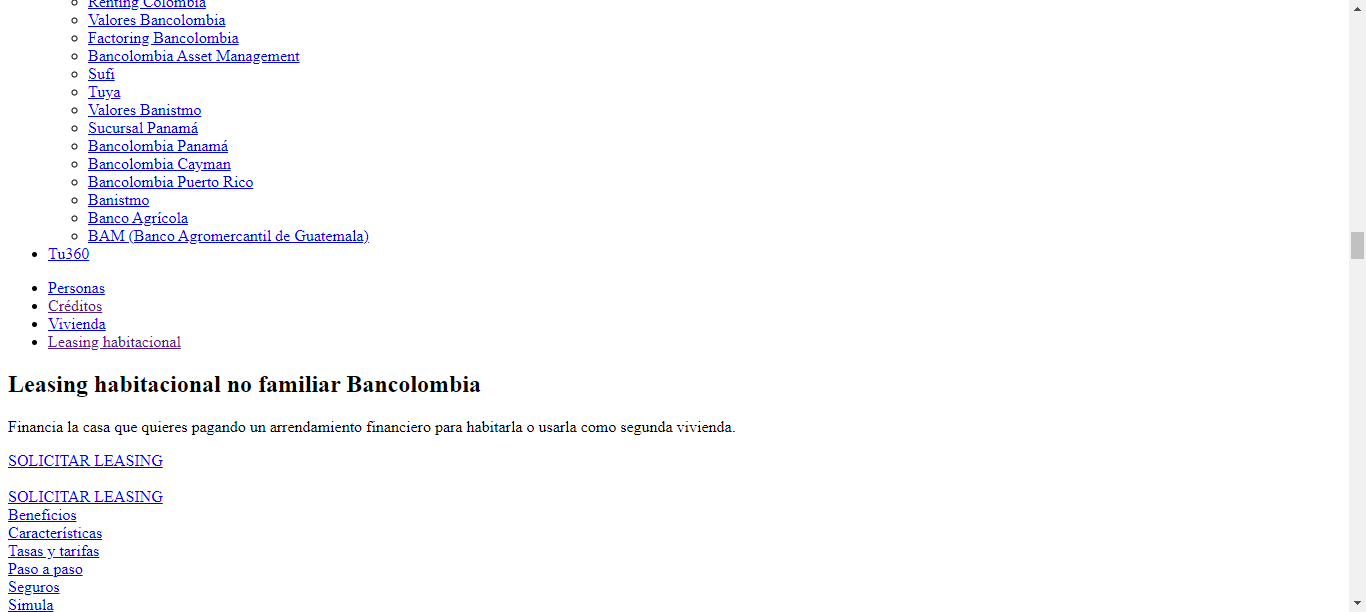 Renting Colombia
Valores Bancolombia
Factoring Bancolombia
Bancolombia Asset Management
Sufi
Tuya
Valores Banistmo
Sucursal Panamá
Bancolombia Panamá
Bancolombia Cayman
Bancolombia Puerto Rico
Banistmo
Banco Agrícola
BAM (Banco Agromercantil de Guatemala)
Tu360
Personas
Créditos
Vivienda
Leasing habitacional
Leasing habitacional no familiar Bancolombia
Financia la casa que quieres pagando un arrendamiento financiero para habitarla o usarla como segunda vivienda.
SOLICITAR LEASING
SOLICITAR LEASING
Beneficios
Características
Tasas y tarifas
Paso a paso
Seguros
Simula